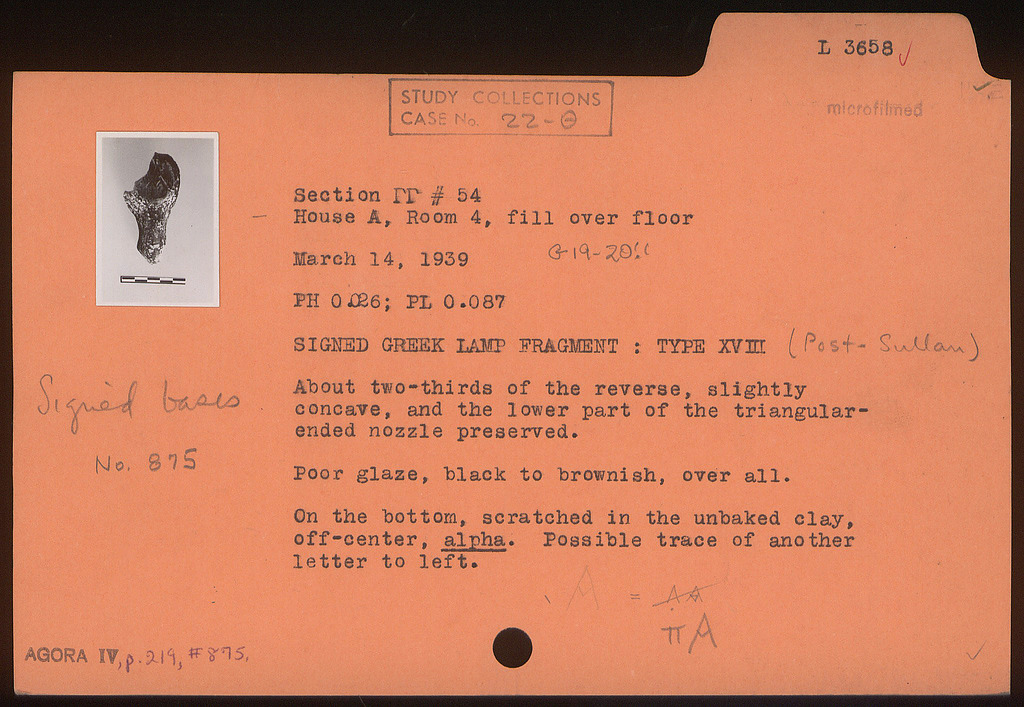 L 3658 ✓
microfilmed
STUDY COLLECTIONS
CASE No. 22-Θ
Section ΓΓ # 54
House A, Room 4, fill over floor
March 14, 1939
G-19-20:
PH 0.026; PL 0.087
SIGNED GREEK LAMP FRAGMENT : TYPE XVIII (Post-Sullan)
About two-thirds of the reverse, slightly
concave, and the lower part of the triangular-
ended nozzle preserved.
Signed bases
No. 875
Poor glaze, black to brownish, over all.
On the bottom, scratched in the unbaked clay,
off-center, alpha. Possible trace of another
letter to left.
A = AA
πA
AGORA IV, p. 219, #875.